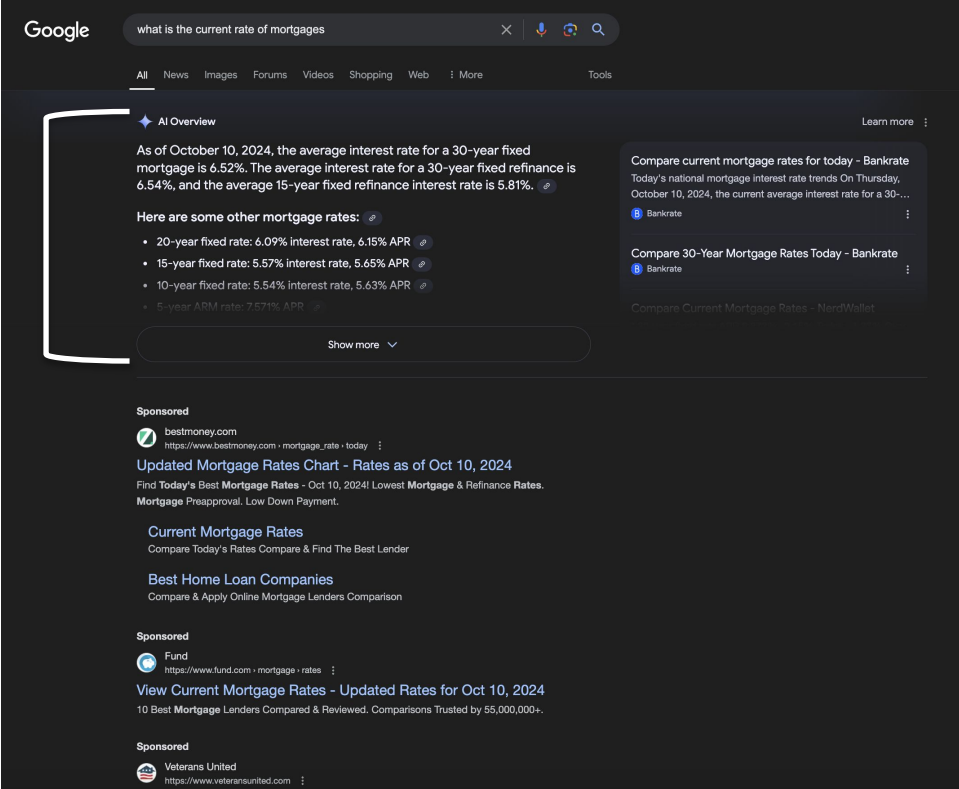 Google
what is the current rate of mortgages
All News Images Forums Videos Shopping Web More Tools
AI Overview
Learn more
As of October 10, 2024, the average interest rate for a 30-year fixed
mortgage is 6.52%. The average interest rate for a 30-year fixed refinance is
6.54%, and the average 15-year fixed refinance interest rate is 5.81%.
Here are some other mortgage rates:
• 20-year fixed rate: 6.09% interest rate, 6.15% APR
• 15-year fixed rate: 5.57% interest rate, 5.65% APR
• 10-year fixed rate: 5.54% interest rate, 5.63% APR
• 5-year ARM rate: 7.571% APR
Show more
Compare current mortgage rates for today - Bankrate
Today's national mortgage interest rate trends On Thursday,
October 10, 2024, the current average interest rate for a 30-...
B Bankrate
Compare 30-Year Mortgage Rates Today - Bankrate
B Bankrate
Compare Current Mortgage Rates - NerdWallet
Sponsored
bestmoney.com
https://www.bestmoney.com › mortgage_rate › today
Updated Mortgage Rates Chart - Rates as of Oct 10, 2024
Find Today's Best Mortgage Rates - Oct 10, 2024! Lowest Mortgage & Refinance Rates.
Mortgage Preapproval. Low Down Payment.
Current Mortgage Rates
Compare Today's Rates Compare & Find The Best Lender
Best Home Loan Companies
Compare & Apply Online Mortgage Lenders Comparison
Sponsored
Fund
https://www.fund.com › mortgage › rates
View Current Mortgage Rates - Updated Rates for Oct 10, 2024
10 Best Mortgage Lenders Compared & Reviewed. Comparisons Trusted by 55,000,000+.
Sponsored
Veterans United
https://www.veteransunited.com